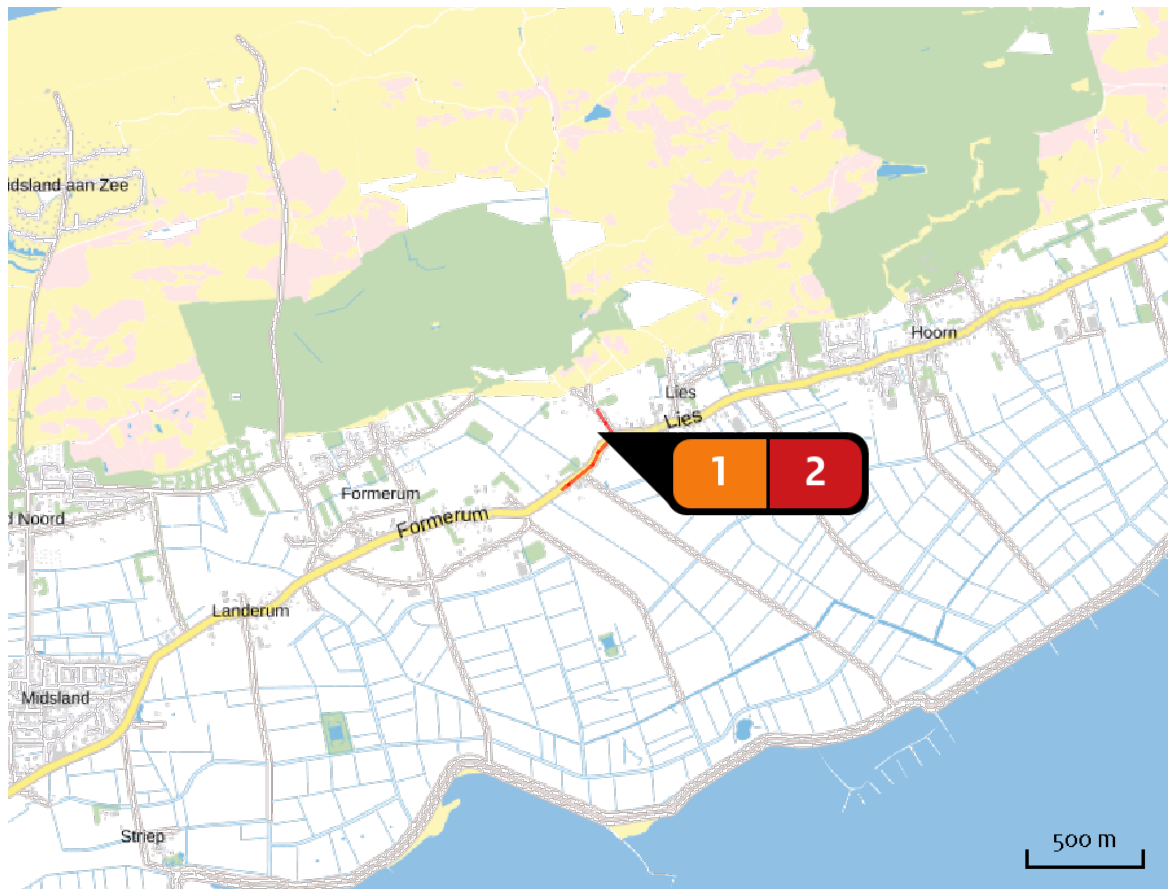 idsland aan Zee
Hoorn
Lies
Lies
1 2
Formerum
Formerum
d Noord
Landerum
Midsland
Striep
500 m